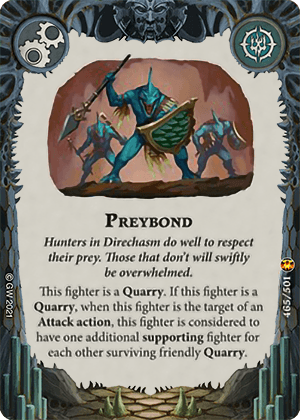 PREYBOND
Hunters in Direchasm do well to respect
their prey. Those that don't will swiftly
be overwhelmed.
This fighter is a Quarry. If this fighter is a
Quarry, when this fighter is the target of an
Attack action, this fighter is considered to
have one additional supporting fighter for
each other surviving friendly Quarry.
© GW 2021
465/501